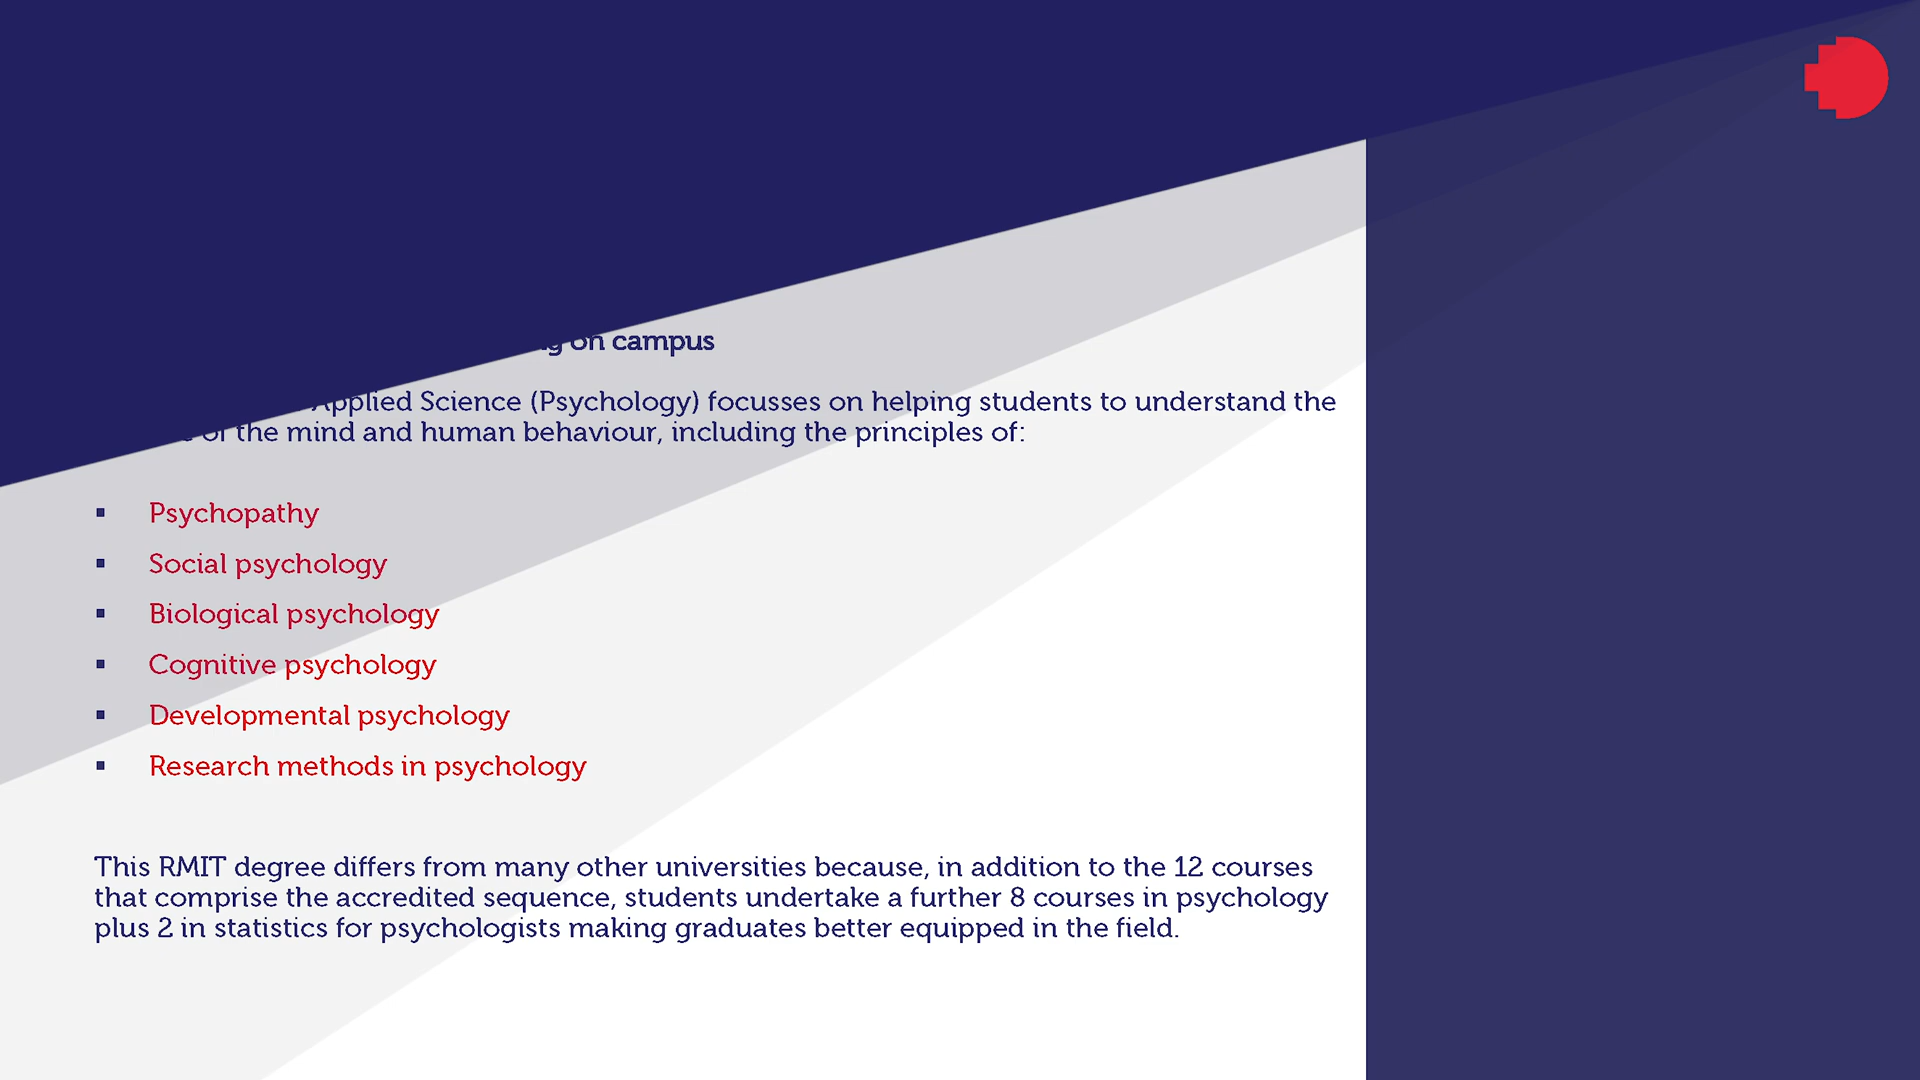 on campus
Applied Science (Psychology) focusses on helping students to understand the
of the mind and human behaviour, including the principles of:
▪ Psychopathy
▪ Social psychology
▪ Biological psychology
▪ Cognitive psychology
▪ Developmental psychology
▪ Research methods in psychology
This RMIT degree differs from many other universities because, in addition to the 12 courses
that comprise the accredited sequence, students undertake a further 8 courses in psychology
plus 2 in statistics for psychologists making graduates better equipped in the field.